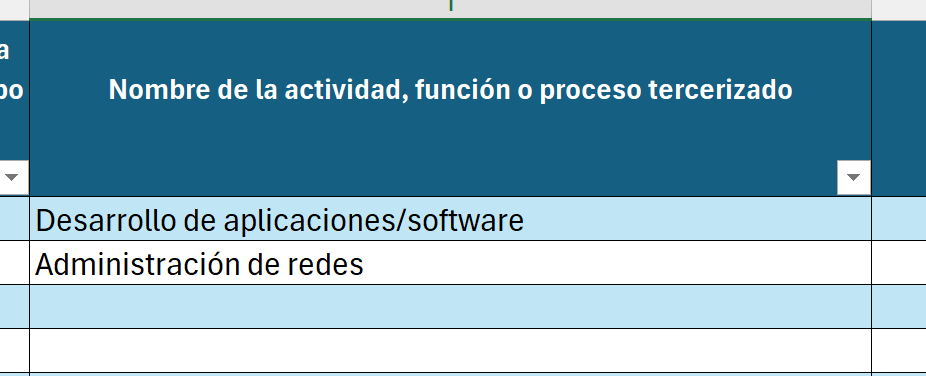 a
Nombre de la actividad, función o proceso tercerizado
Desarrollo de aplicaciones/software
Administración de redes